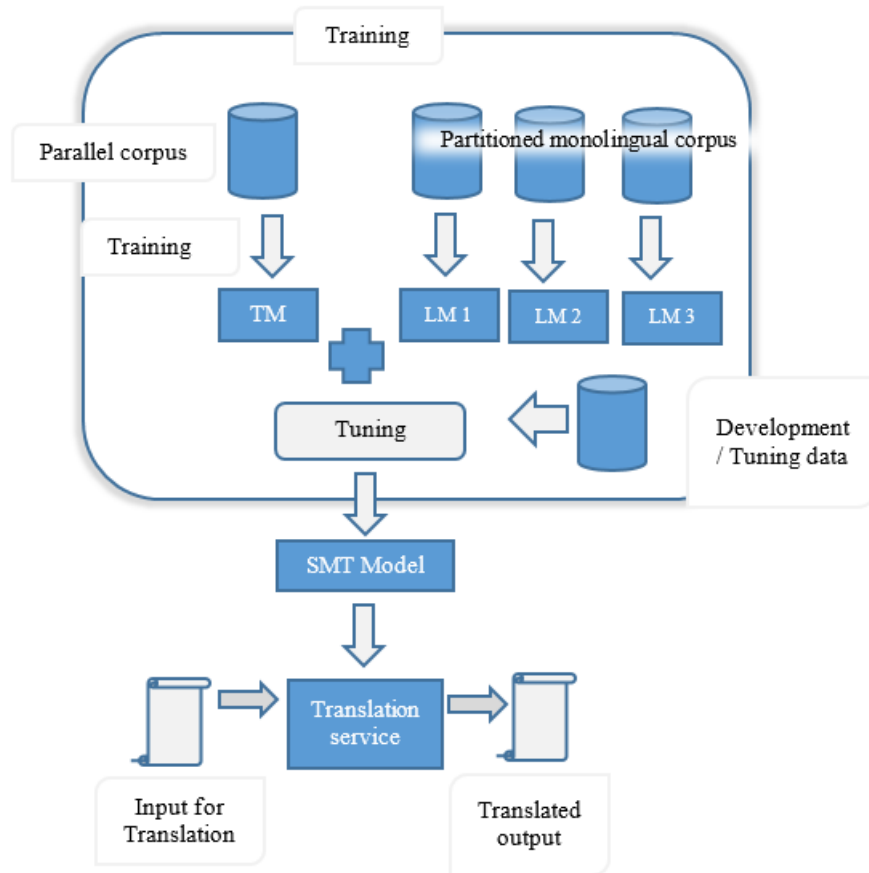 Training
Parallel corpus
Partitioned monolingual corpus
Training
TM
LM 1
LM 2
LM 3
Tuning
Development
/ Tuning data
SMT Model
Translation
service
Input for
Translation
Translated
output